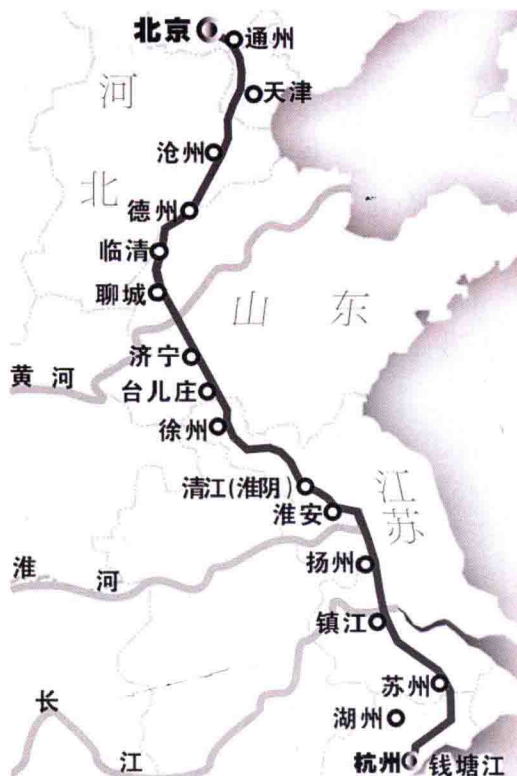 北京
通州
河北
天津
沧州
德州
临清
聊城
山东
济宁
黄河
台儿庄
徐州
清江(淮阴)
江苏
淮安
淮河
扬州
镇江
苏州
长江
湖州
杭州
钱塘江